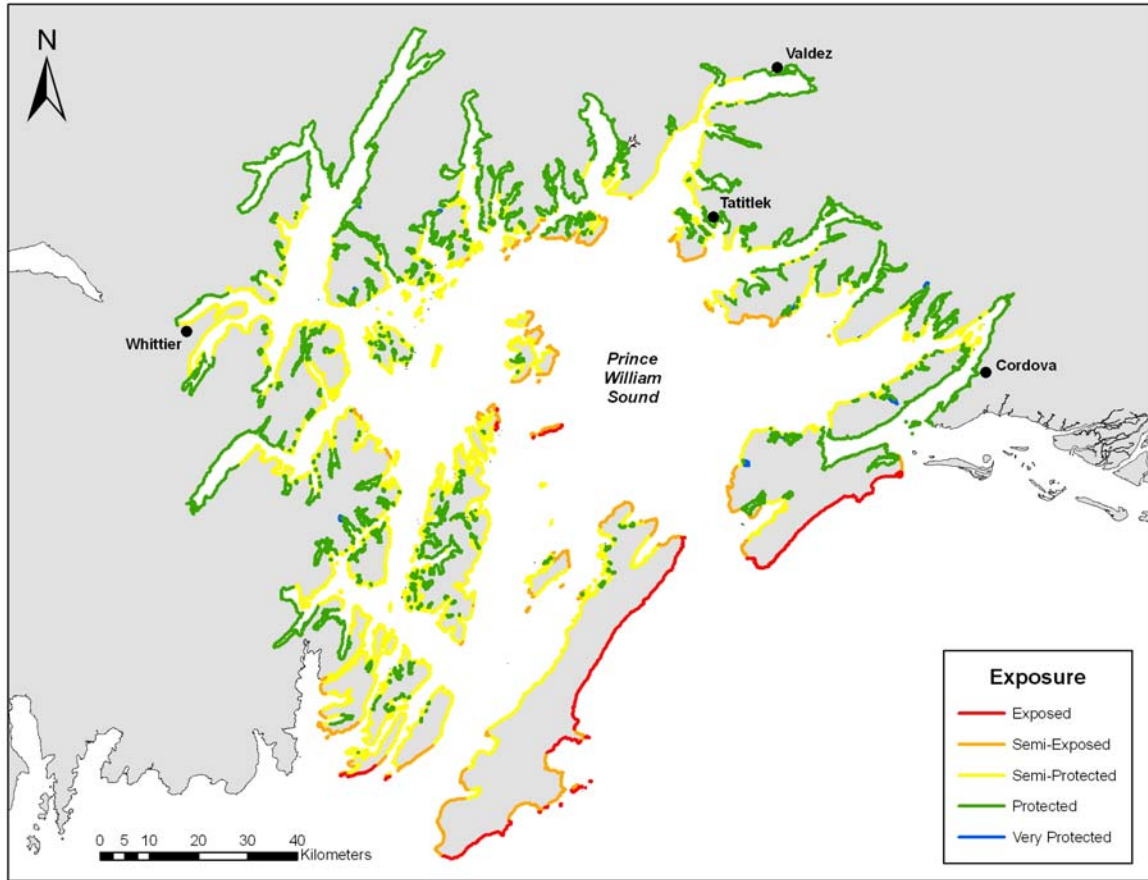 N
Valdez
Tatitlek
Whittier
Prince
William
Sound
Cordova
Exposure
Exposed
Semi-Exposed
Semi-Protected
Protected
Very Protected
0 5 10 20 30 40
Kilometers